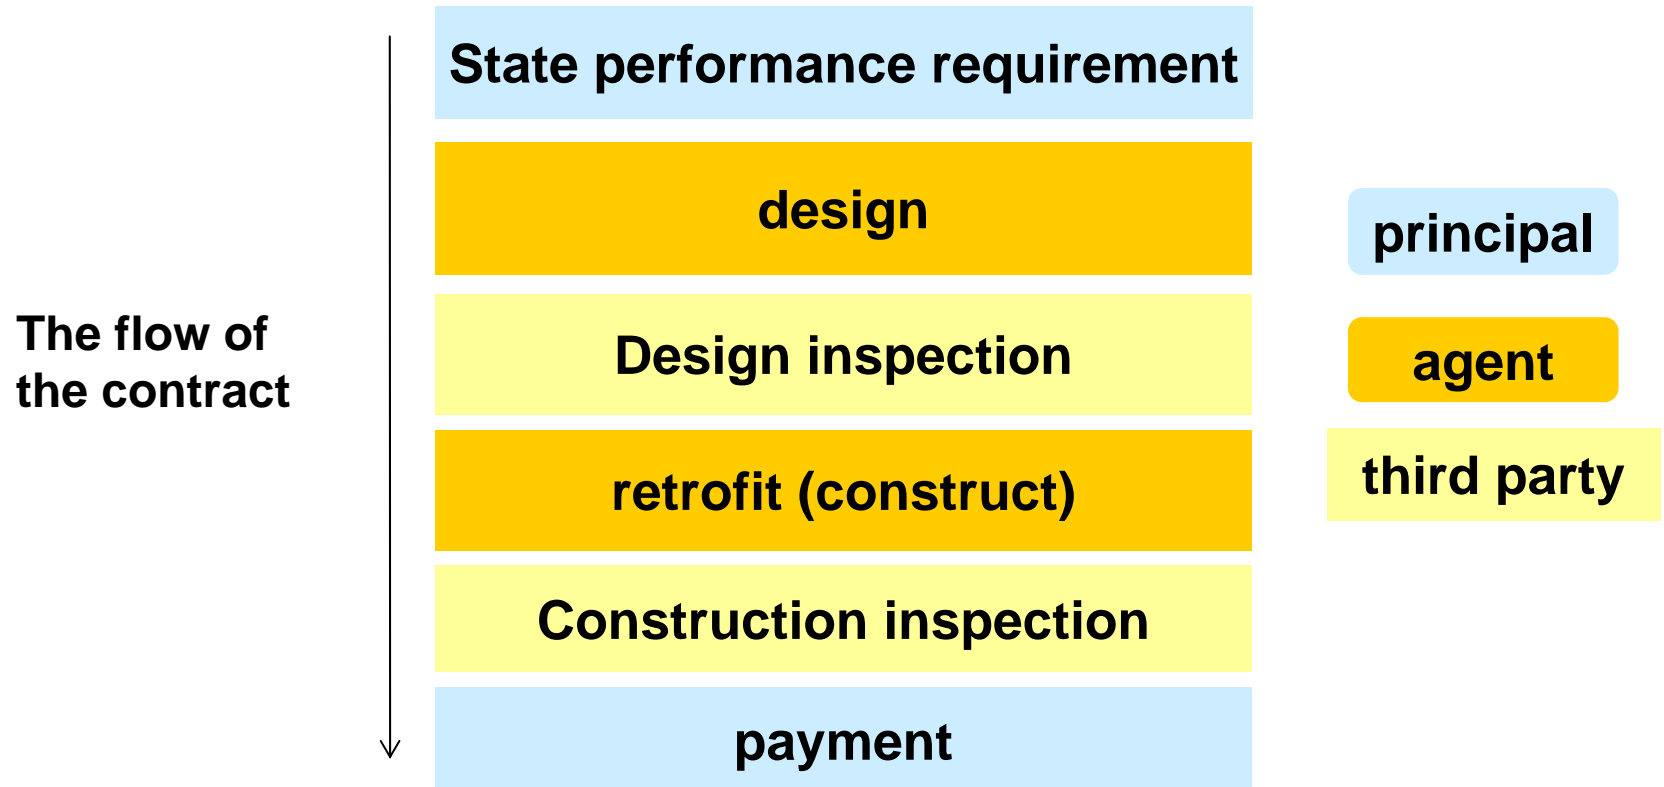 The flow of
the contract
State performance requirement
design
Design inspection
retrofit (construct)
Construction inspection
payment
principal
agent
third party